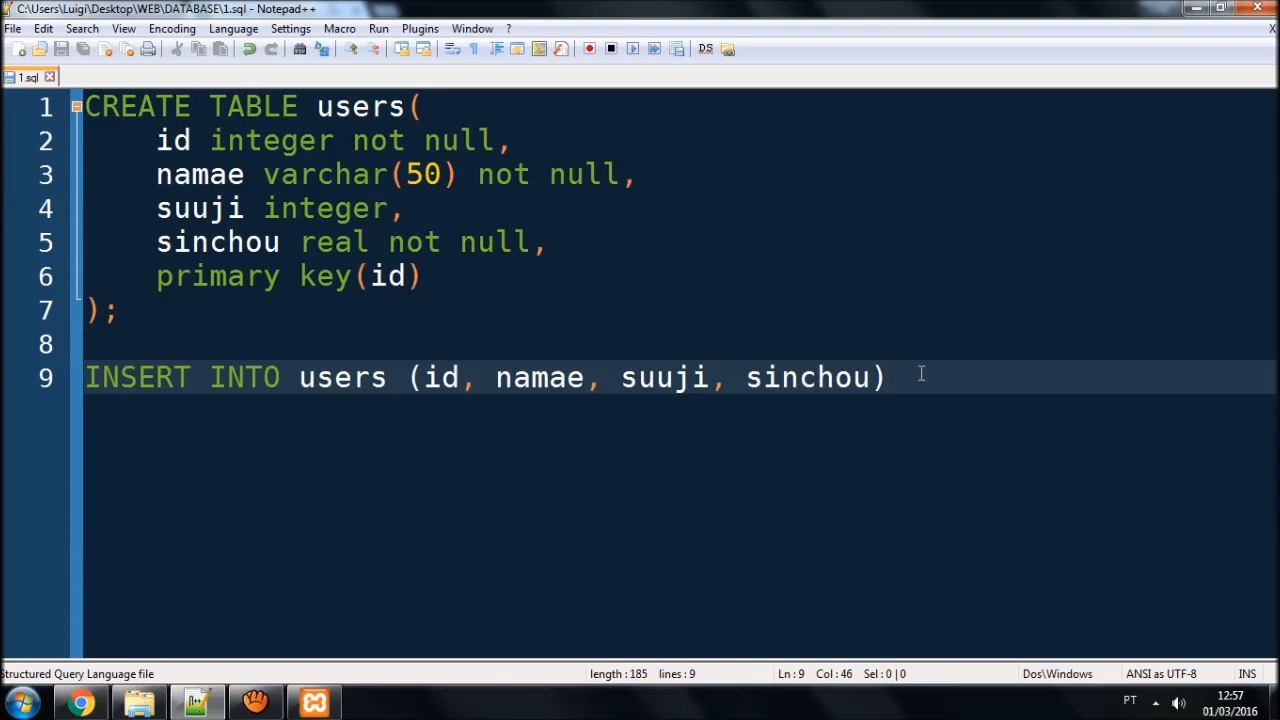 C:\Users\Luigi\Desktop\WEB\DATABASE\1.sql - Notepad++
File Edit Search View Encoding Language Settings Macro Run Plugins Window ? X
DS
1.sql
1 CREATE TABLE users(
2 id integer not null,
3 namae varchar(50) not null,
4 suuji integer,
5 sinchou real not null,
6 primary key(id)
7 );
8
9 INSERT INTO users (id, namae, suuji, sinchou)
Structured Query Language file length : 185 lines : 9 Ln : 9 Col : 46 Sel : 0 | 0 Dos\Windows ANSI as UTF-8 INS
PT 12:57
01/03/2016